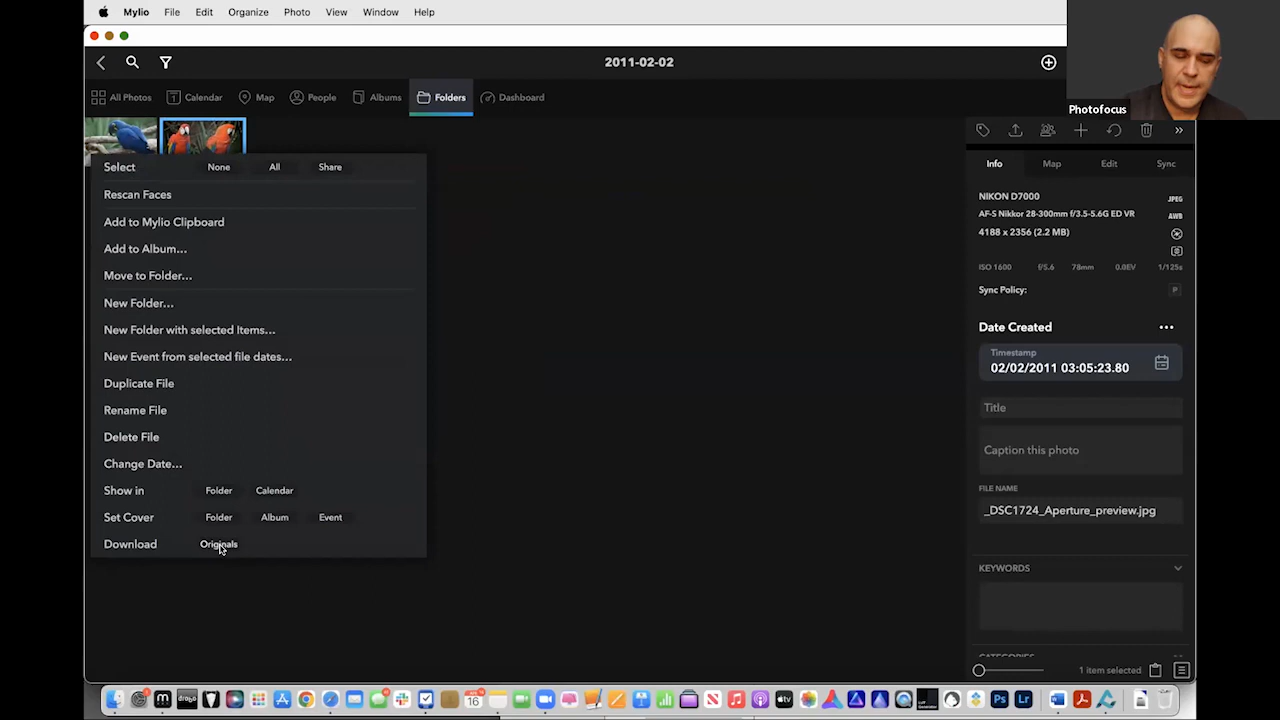 Mylio File Edit Organize Photo View Window Help
2011-02-02
Photofocus
All Photos Calendar Map People Albums Folders Dashboard
Select None All Share
Rescan Faces
Add to Mylio Clipboard
Add to Album...
Move to Folder...
New Folder...
New Folder with selected Items...
New Event from selected file dates...
Duplicate File
Rename File
Delete File
Change Date...
Show in Folder Calendar
Set Cover Folder Album Event
Download Originals
Info Map Edit Sync
NIKON D7000 JPEG
AF-S Nikkor 28-300mm f/3.5-5.6G ED VR AWB
4188 x 2356 (2.2 MB)
ISO 1600 f/5.6 78mm 0.0EV 1/125s
Sync Policy: P
Date Created
Timestamp
02/02/2011 03:05:23.80
Title
Caption this photo
FILE NAME
_DSC1724_Aperture_preview.jpg
KEYWORDS
1 item selected
16
Ps Lr